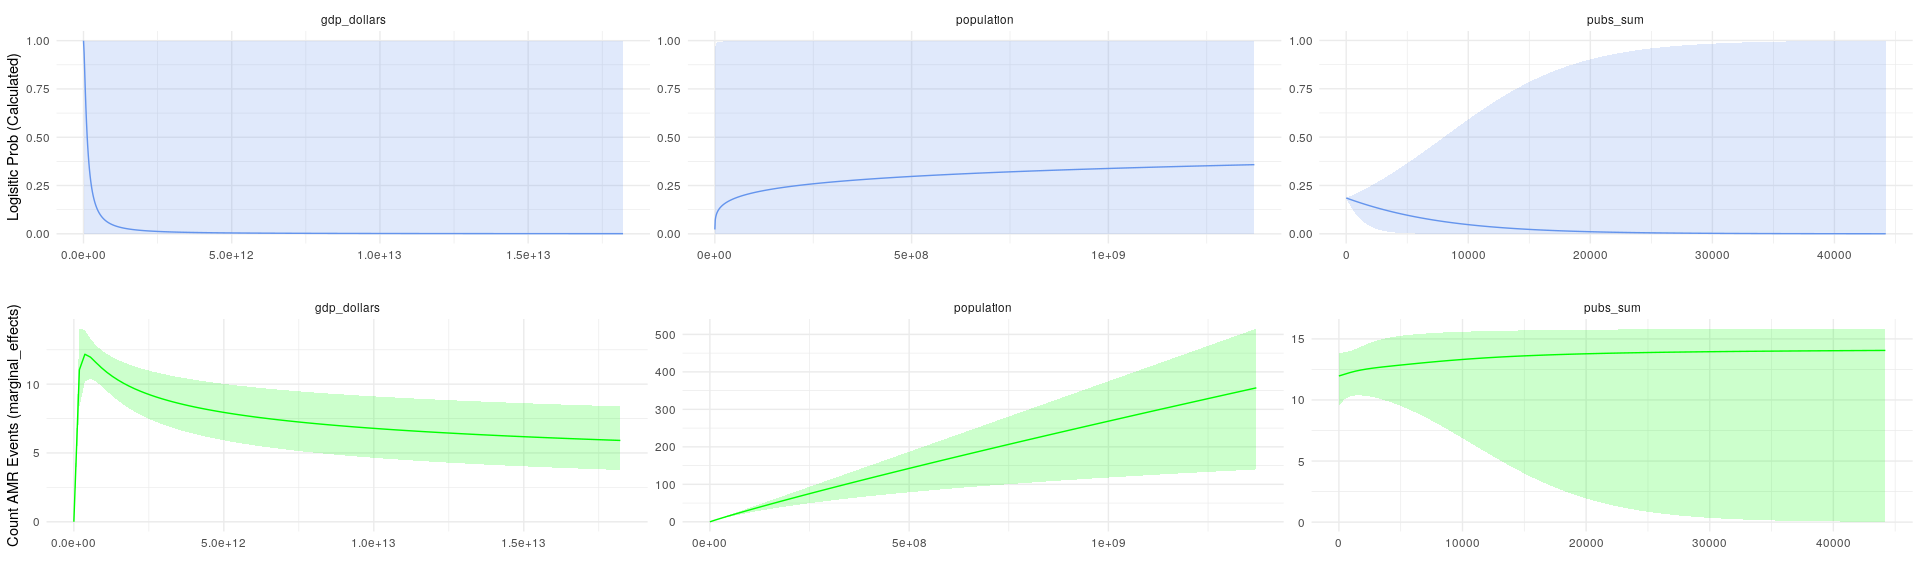 gdp_dollars population pubs_sum
Logisitic Prob (Calculated)
1.00 1.00 1.00
0.75 0.75 0.75
0.50 0.50 0.50
0.25 0.25 0.25
0.00 0.00 0.00
0.0e+00 5.0e+12 1.0e+13 1.5e+13 0e+00 5e+08 1e+09 0 10000 20000 30000 40000
gdp_dollars population pubs_sum
Count AMR Events (marginal_effects)
10 5 0
500 400 300 200 100 0
15 10 5 0
0.0e+00 5.0e+12 1.0e+13 1.5e+13 0e+00 5e+08 1e+09 0 10000 20000 30000 40000